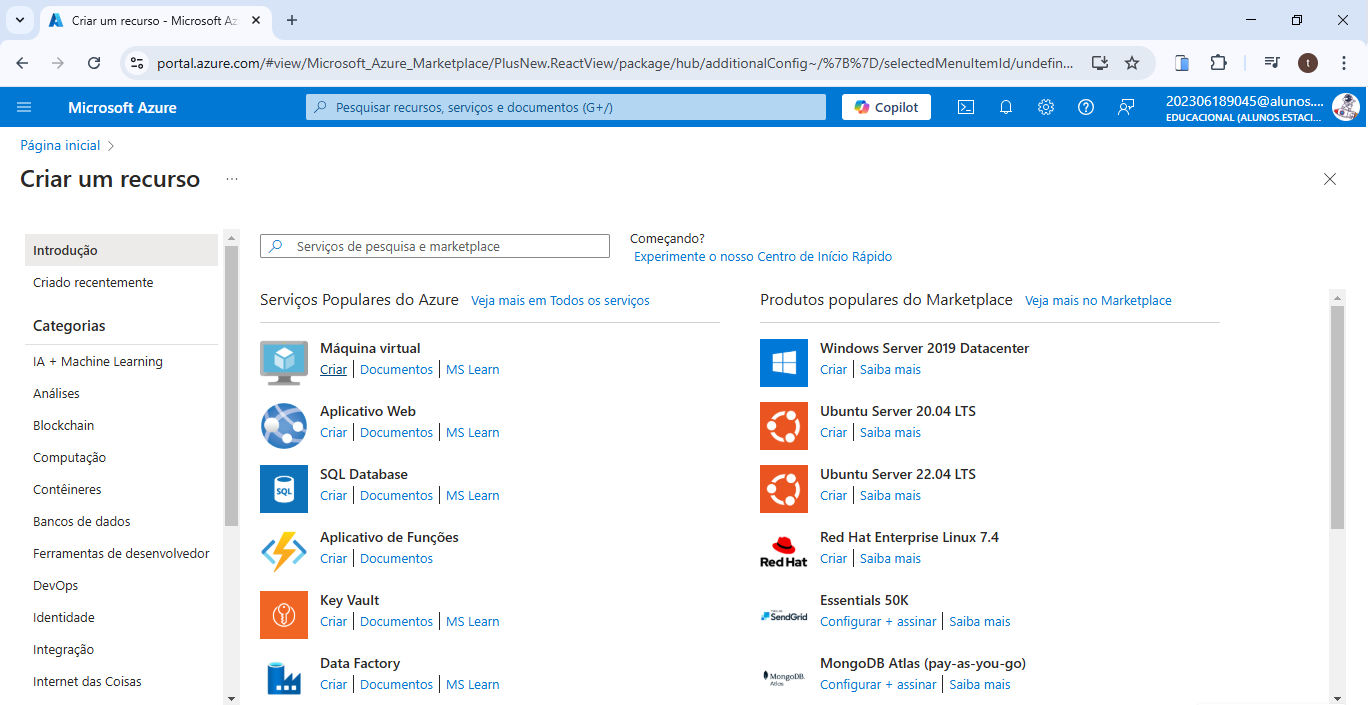 Criar um recurso - Microsoft Az
portal.azure.com/#view/Microsoft_Azure_Marketplace/PlusNew.ReactView/package/hub/additionalConfig~/%7B%7D/selectedMenuItemId/undefin...
t
Microsoft Azure
Pesquisar recursos, serviços e documentos (G+/)
Copilot
202306189045@alunos....
EDUCACIONAL (ALUNOS.ESTACI...
Página inicial
Criar um recurso
...
Introdução
Criado recentemente
Categorias
IA + Machine Learning
Análises
Blockchain
Computação
Contêineres
Bancos de dados
Ferramentas de desenvolvedor
DevOps
Identidade
Integração
Internet das Coisas
Serviços de pesquisa e marketplace
Começando?
Experimente o nosso Centro de Início Rápido
Serviços Populares do Azure Veja mais em Todos os serviços
Máquina virtual
Criar | Documentos | MS Learn
Aplicativo Web
Criar | Documentos | MS Learn
SQL
SQL Database
Criar | Documentos | MS Learn
Aplicativo de Funções
Criar | Documentos
Key Vault
Criar | Documentos | MS Learn
Data Factory
Criar | Documentos | MS Learn
Produtos populares do Marketplace Veja mais no Marketplace
Windows Server 2019 Datacenter
Criar | Saiba mais
Ubuntu Server 20.04 LTS
Criar | Saiba mais
Ubuntu Server 22.04 LTS
Criar | Saiba mais
Red Hat
Red Hat Enterprise Linux 7.4
Criar | Saiba mais
SendGrid
Essentials 50K
Configurar + assinar | Saiba mais
MongoDB.
Atlas
MongoDB Atlas (pay-as-you-go)
Configurar + assinar | Saiba mais